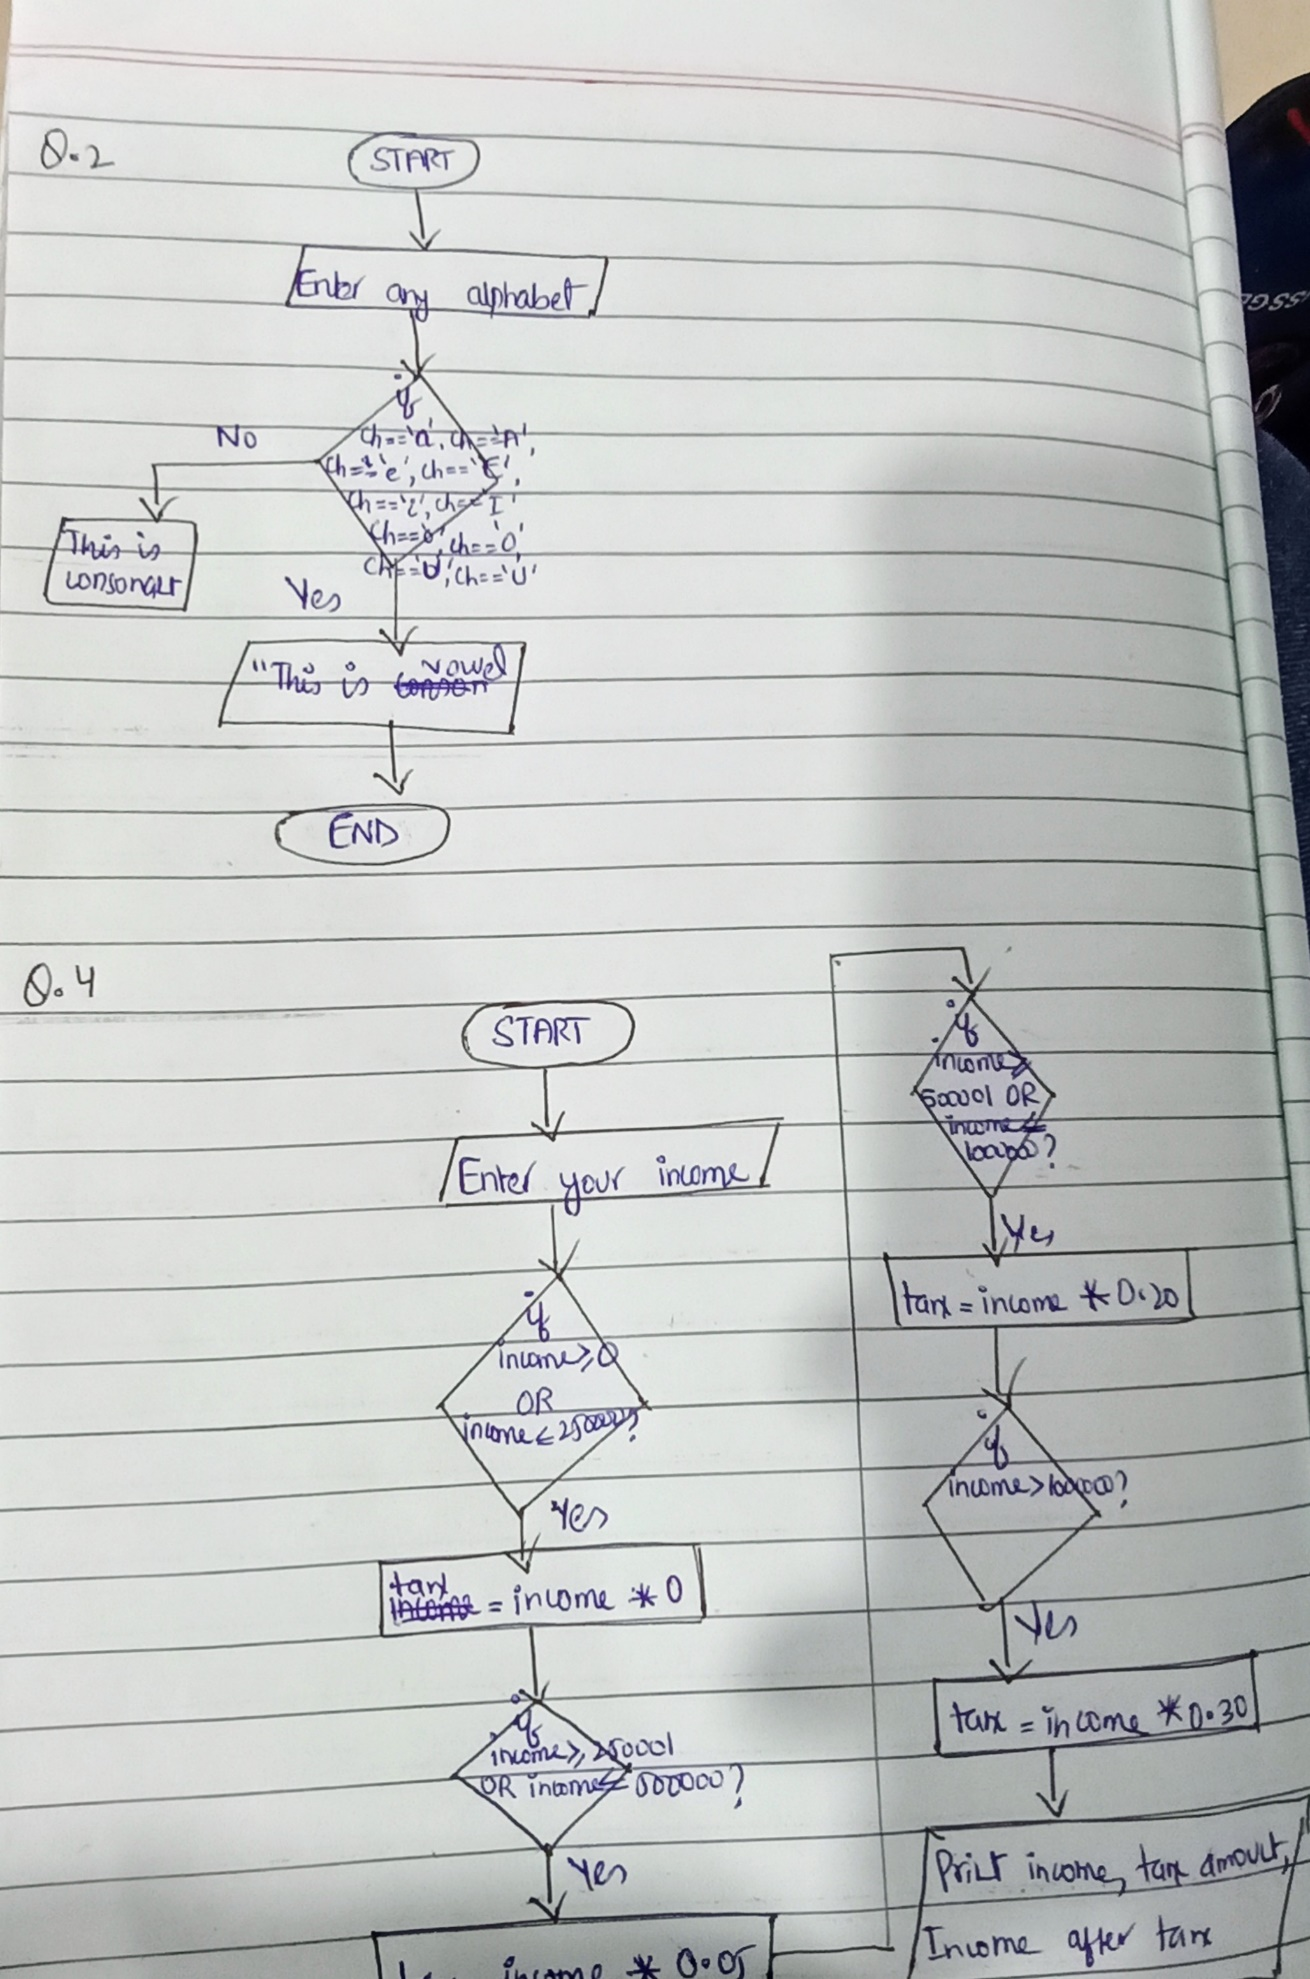 Q.2
START
Enter any alphabet
if
ch=='a', ch=='A',
ch=='e', ch=='E',
ch=='i', ch=='I'
ch=='o', ch=='O',
ch=='U', ch=='U'
No
This is
consonant
Yes
"This is vowel
END
Q.4
START
Enter your income
if
income≥0
OR
income≤250000?
Yes
tax = income * 0
if
income≥250001
OR income≤500000?
Yes
income * 0.05
if
income≥
500001 OR
income≤
100000?
Yes
tax = income * 0.20
if
income>1000000?
Yes
tax = income * 0.30
Print income, tax amount,
Income after tax